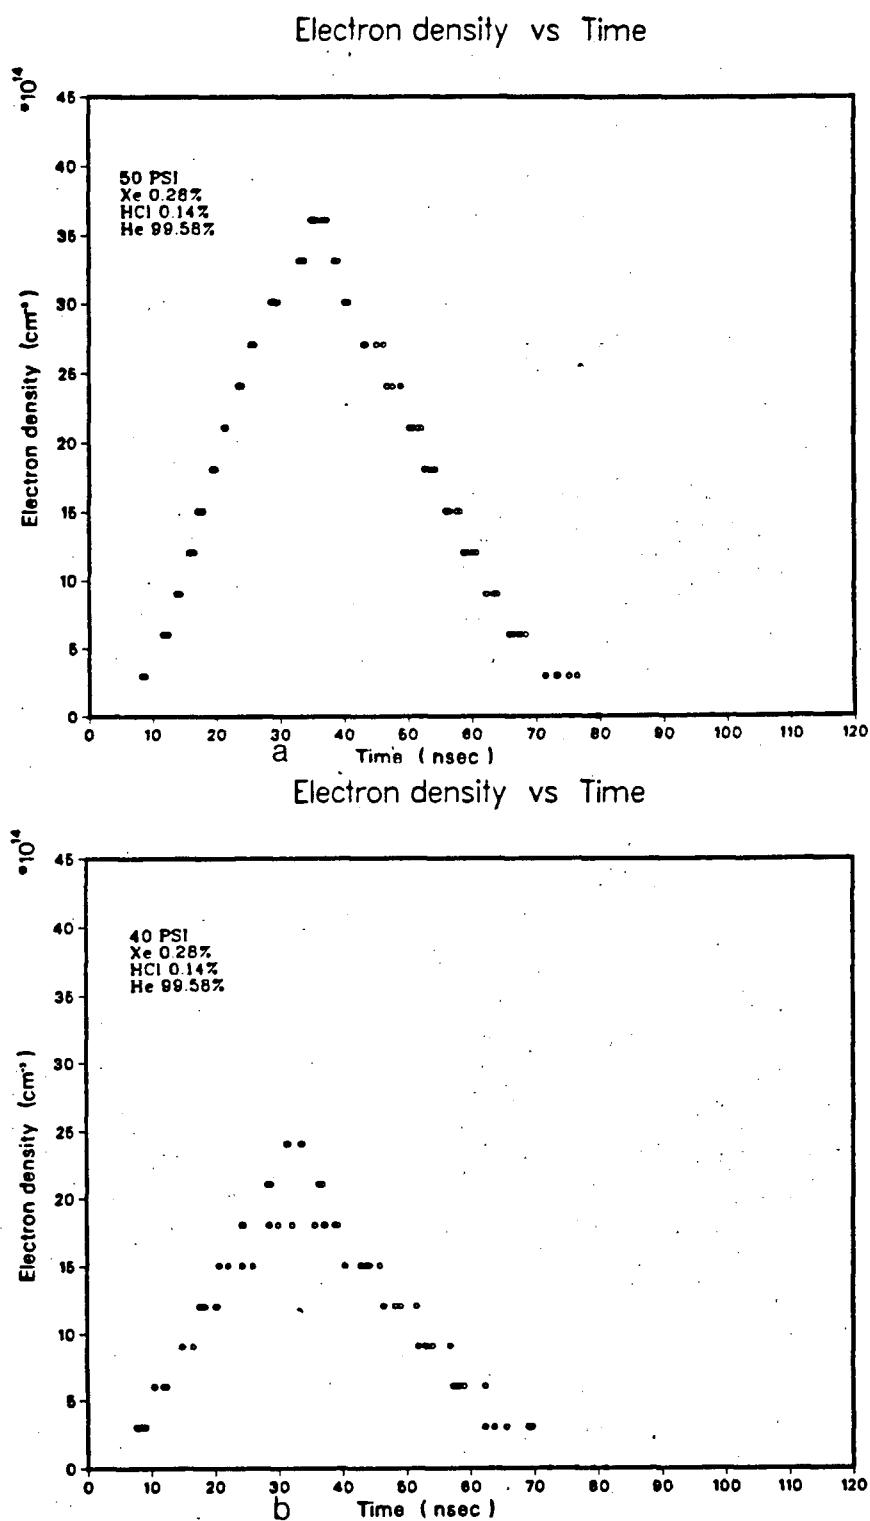 Electron density vs Time
*10¹⁴
45
40
35
30
25
20
15
10
5
0
Electron density (cm⁻³)
50 PSI
Xe 0.28%
HCl 0.14%
He 99.58%
0 10 20 30 40 50 60 70 80 90 100 110 120
a
Time (nsec)
Electron density vs Time
*10¹⁴
45
40
35
30
25
20
15
10
5
0
Electron density (cm⁻³)
40 PSI
Xe 0.28%
HCl 0.14%
He 99.58%
0 10 20 30 40 50 60 70 80 90 100 110 120
b
Time (nsec)